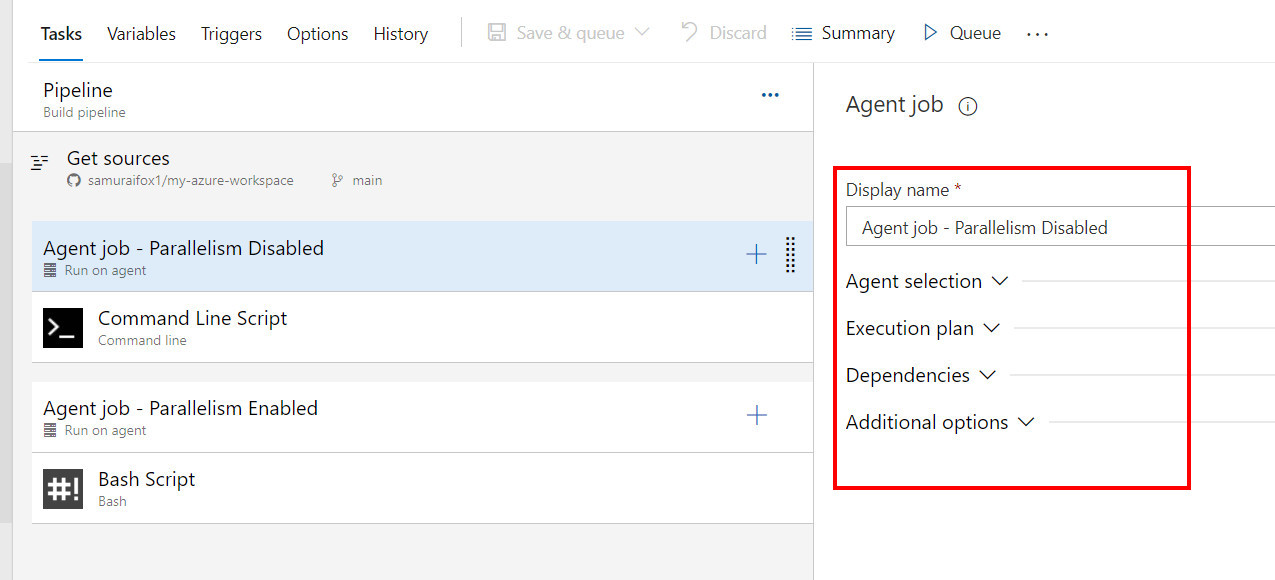 Tasks Variables Triggers Options History Save & queue Discard Summary Queue ...
Pipeline
Build pipeline
Get sources
samuraifox1/my-azure-workspace main
Agent job - Parallelism Disabled
Run on agent
Command Line Script
Command line
Agent job - Parallelism Enabled
Run on agent
Bash Script
Bash
Agent job
Display name *
Agent job - Parallelism Disabled
Agent selection
Execution plan
Dependencies
Additional options